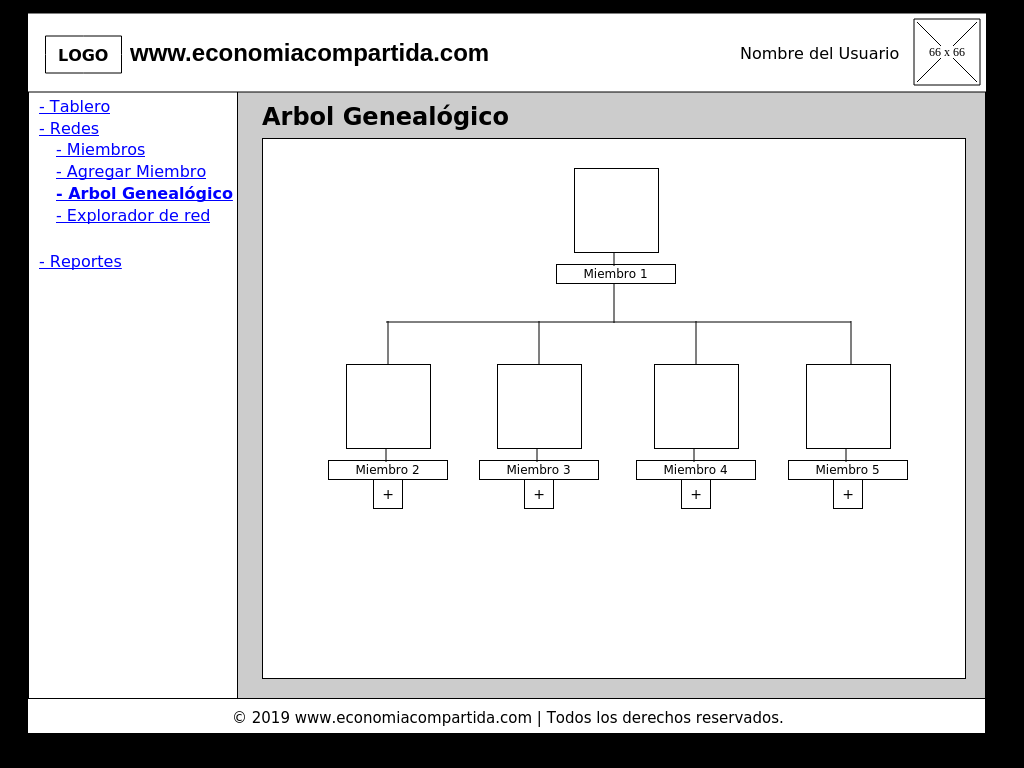 LOGO www.economiacompartida.com Nombre del Usuario 66 x 66
- Tablero
- Redes
- Miembros
- Agregar Miembro
- Arbol Genealógico
- Explorador de red
- Reportes
Arbol Genealógico
Miembro 1
Miembro 2 Miembro 3 Miembro 4 Miembro 5
+ + + +
© 2019 www.economiacompartida.com | Todos los derechos reservados.